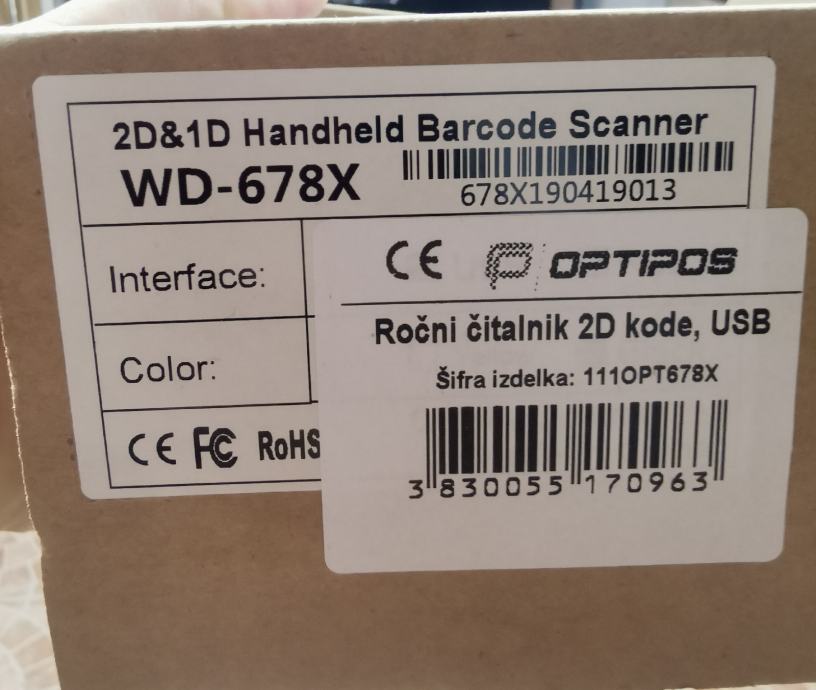 2D&1D Handheld Barcode Scanner
WD-678X
678X190419013
Interface:
Color:
CE FC RoHS
CE OPTIPOS
Ročni čitalnik 2D kode, USB
Šifra izdelka: 111OPT678X
3 830055 170963